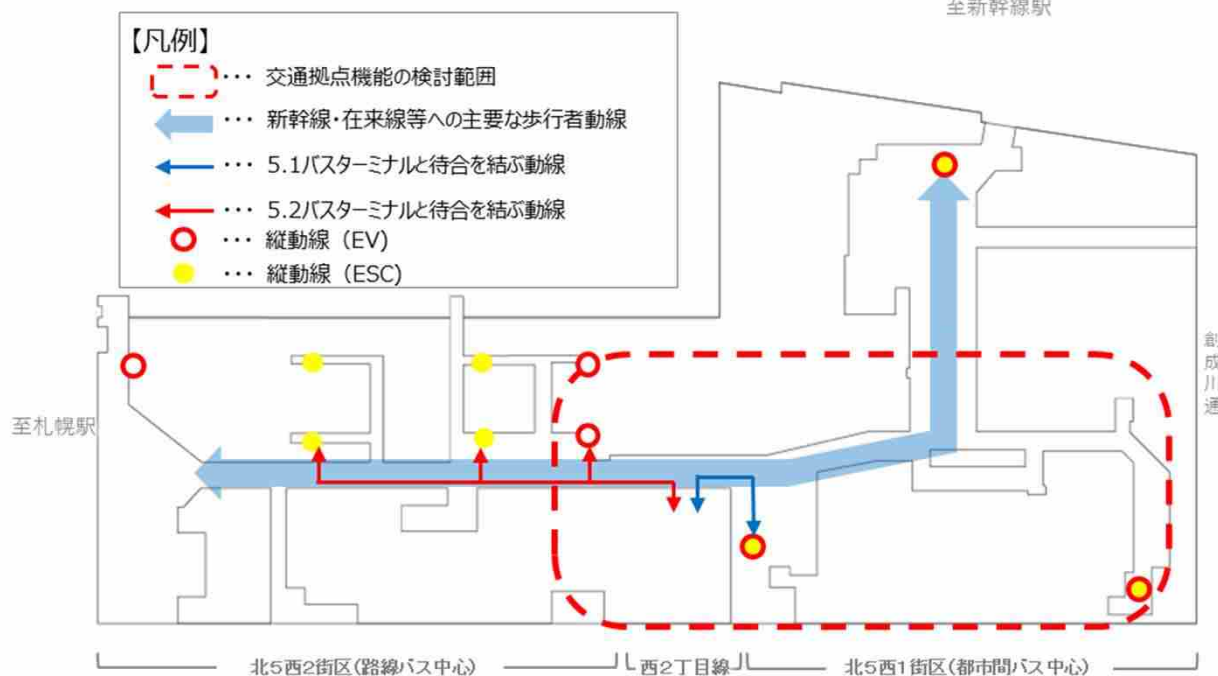 至新幹線駅
【凡例】
・・・ 交通拠点機能の検討範囲
・・・ 新幹線・在来線等への主要な歩行者動線
・・・ 5.1バスターミナルと待合を結ぶ動線
・・・ 5.2バスターミナルと待合を結ぶ動線
・・・ 縦動線（EV)
・・・ 縦動線（ESC)
創成川通
至札幌駅
北5西2街区(路線バス中心)
西2丁目線
北5西1街区(都市間バス中心)